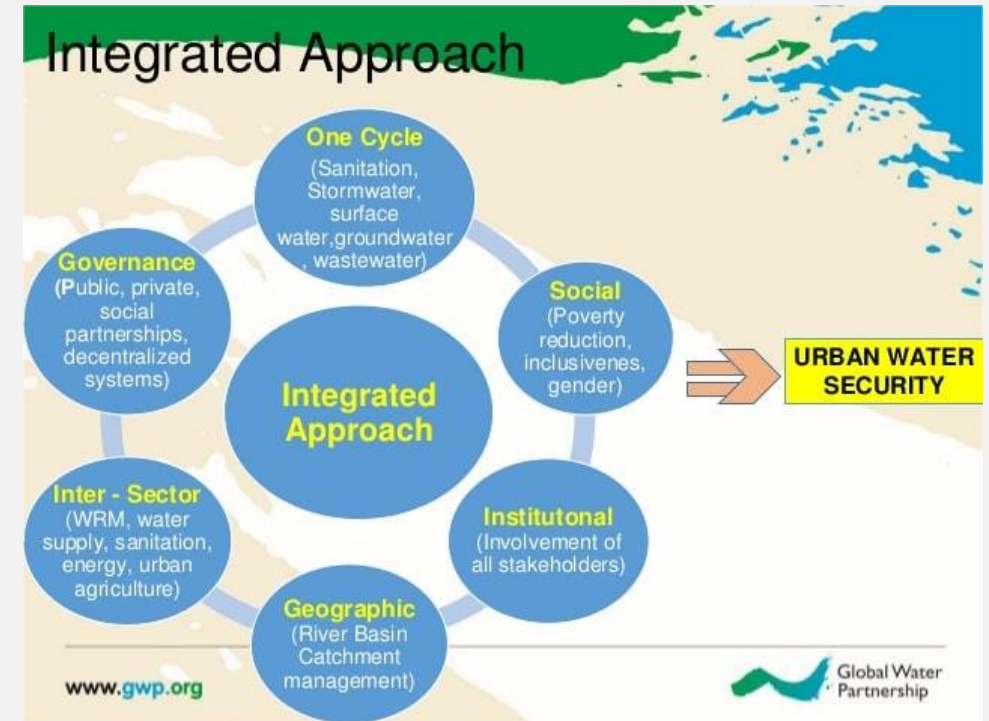 Integrated Approach
One Cycle
(Sanitation,
Stormwater,
surface
water,groundwater
, wastewater)
Governance
(Public, private,
social
partnerships,
decentralized
systems)
Social
(Poverty
reduction,
inclusivenes,
gender)
Integrated
Approach
URBAN WATER
SECURITY
Inter - Sector
(WRM, water
supply, sanitation,
energy, urban
agriculture)
Institutonal
(Involvement of
all stakeholders)
Geographic
(River Basin
Catchment
management)
www.gwp.org
Global Water
Partnership